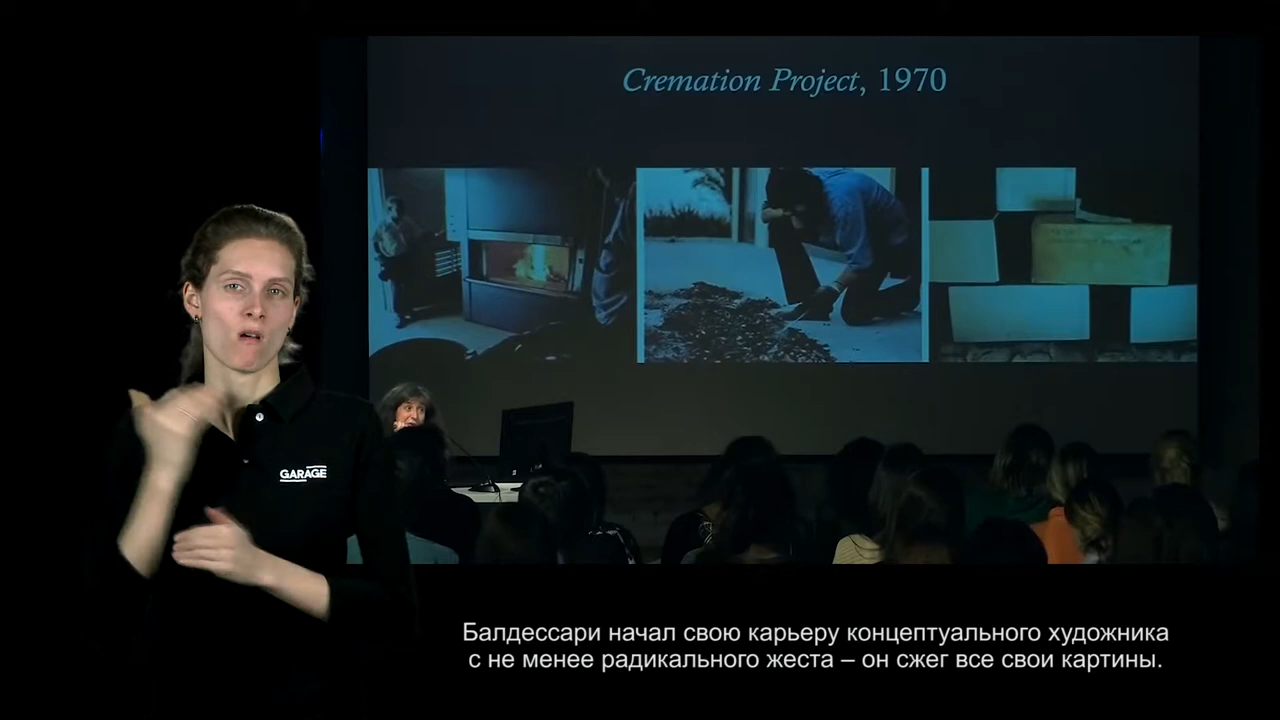 Cremation Project, 1970
GARAGE
Балдессари начал свою карьеру концептуального художника
с не менее радикального жеста – он сжег все свои картины.